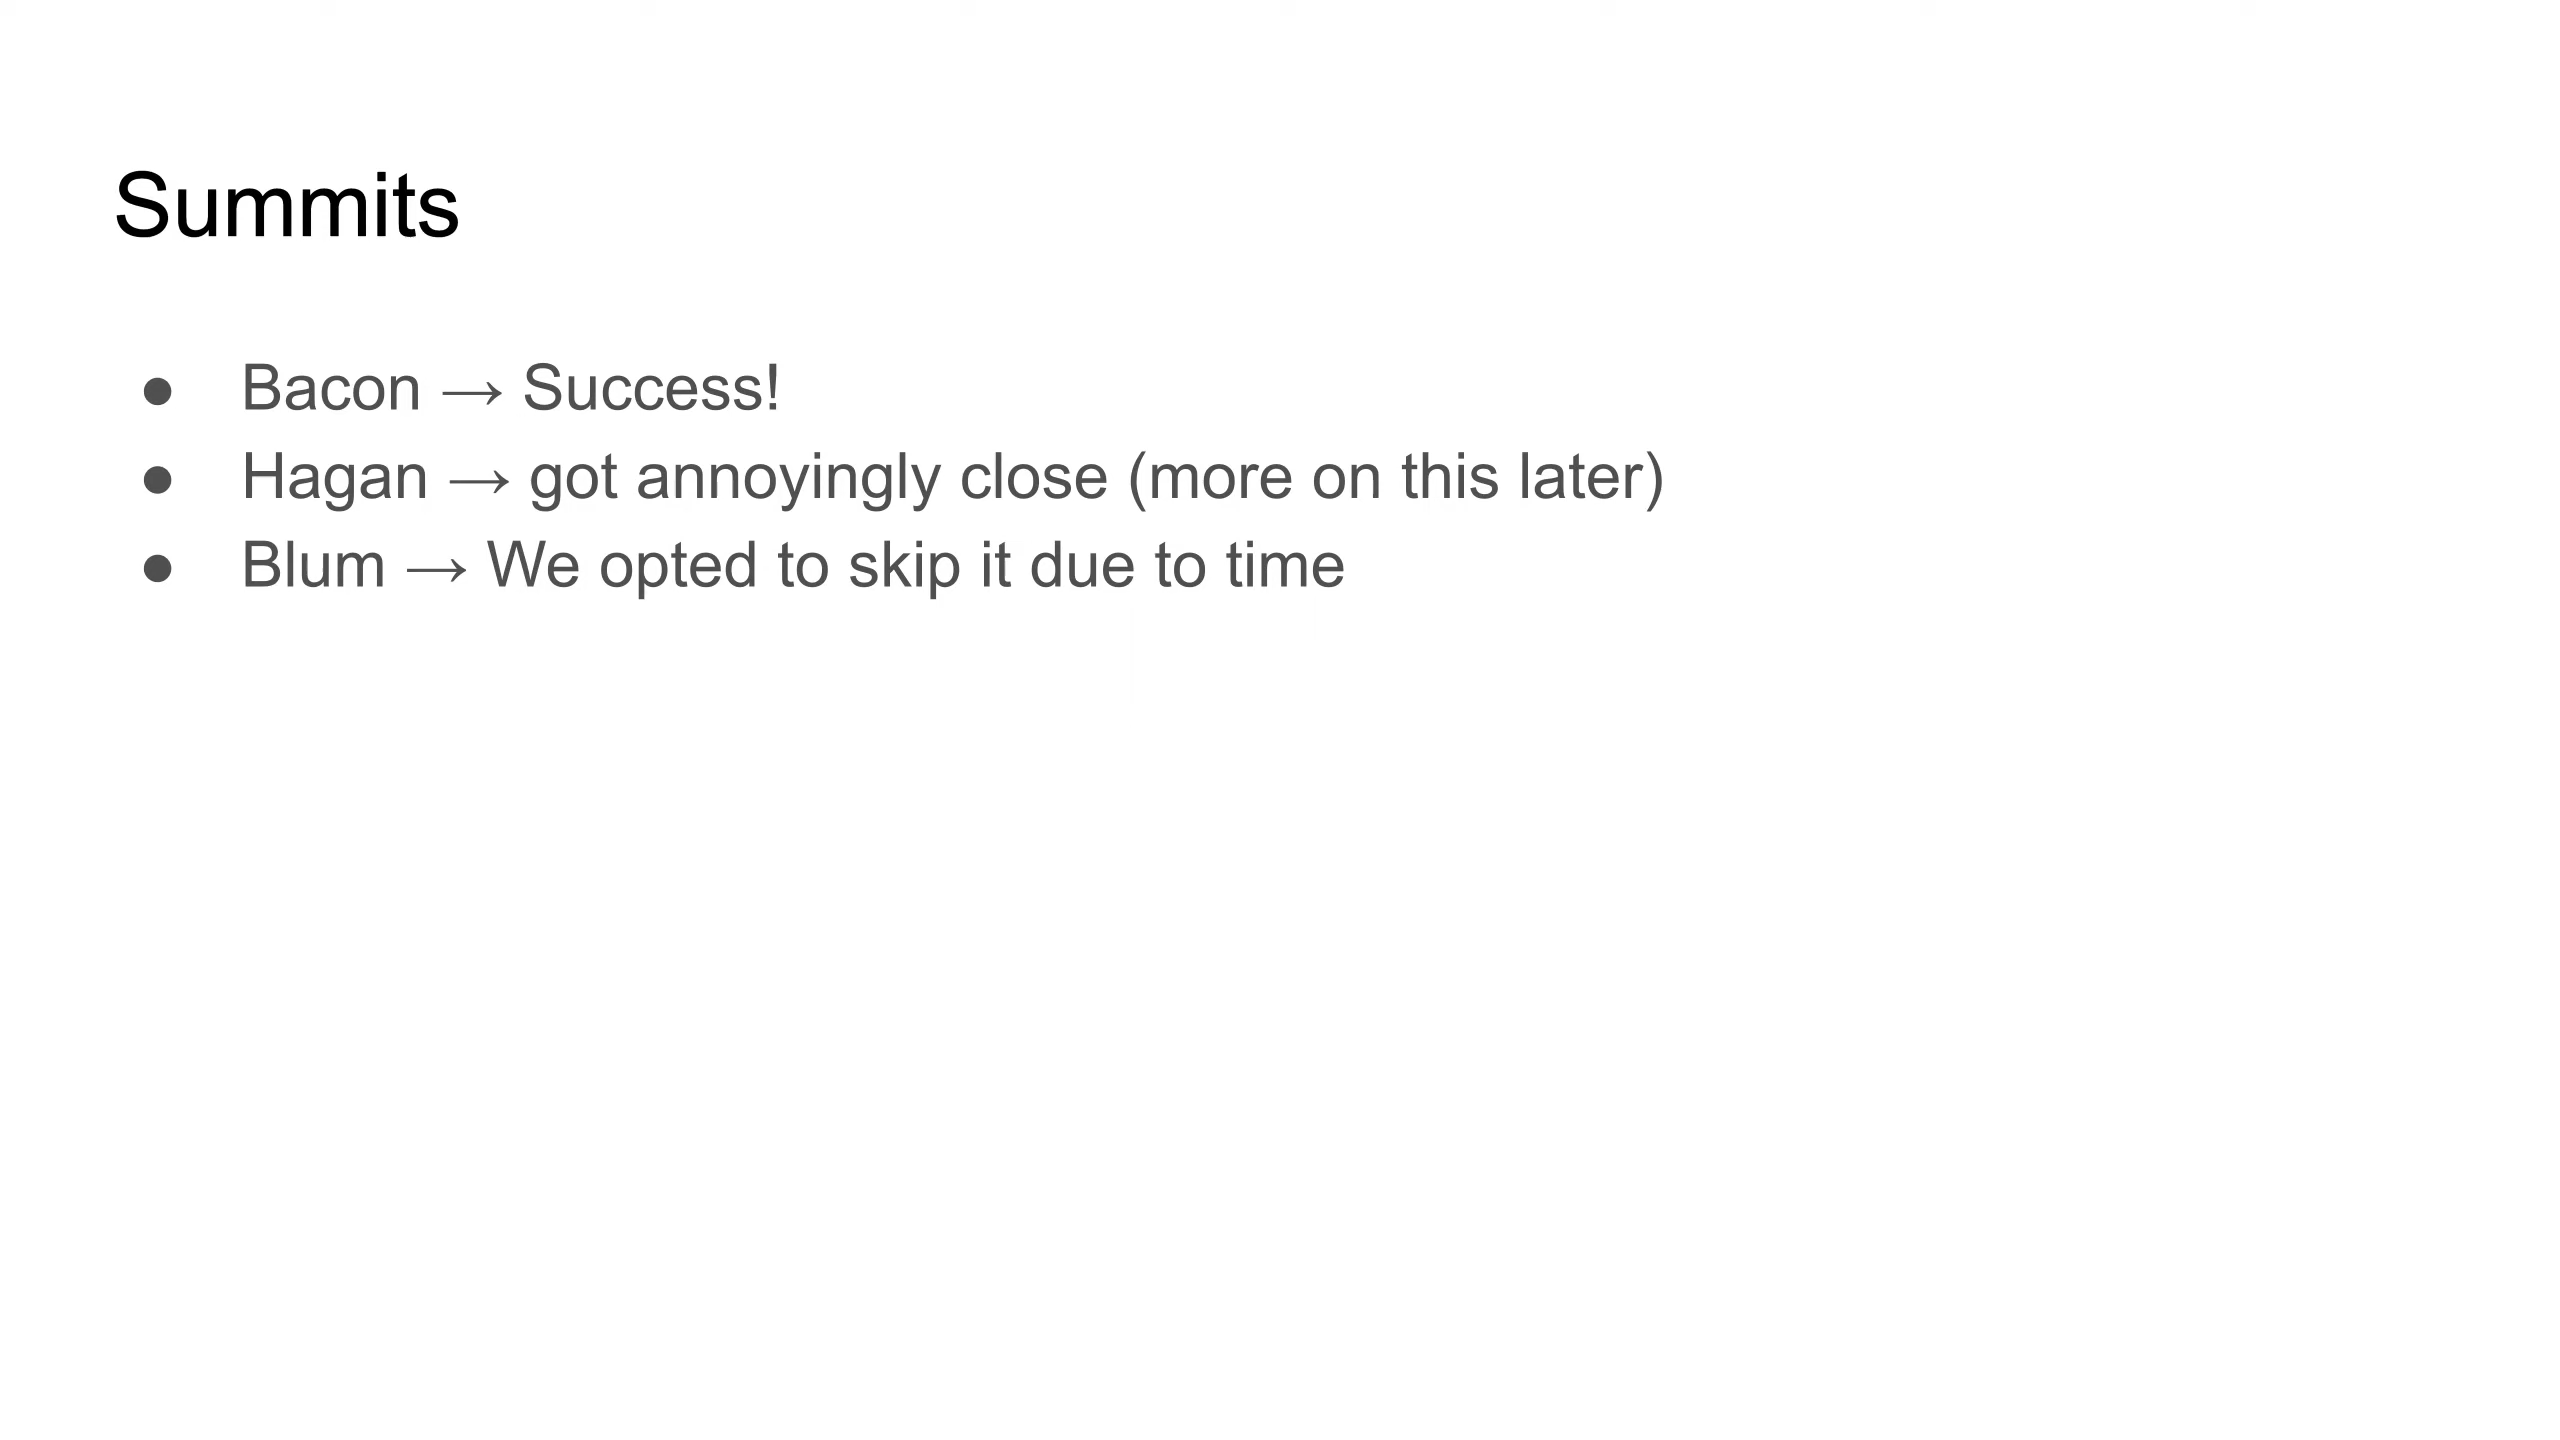 Summits
● Bacon → Success!
● Hagan → got annoyingly close (more on this later)
● Blum → We opted to skip it due to time